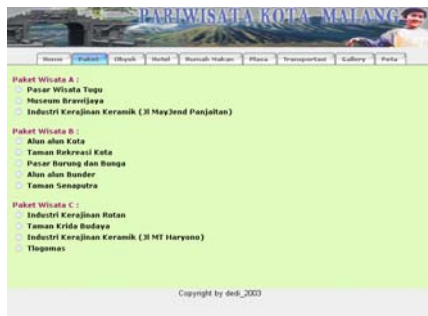 PARIWISATA KOTA MALANG
Home Paket Obyek Hotel Rumah Makan Plaza Transportasi Gallery Peta
Paket Wisata A :
Pasar Wisata Tugu
Museum Brawijaya
Industri Kerajinan Keramik (Jl MayJend Panjaitan)
Paket Wisata B :
Alun alun Kota
Taman Rekreasi Kota
Pasar Burung dan Bunga
Alun alun Bunder
Taman Senaputra
Paket Wisata C :
Industri Kerajinan Rotan
Taman Krida Budaya
Industri Kerajinan Keramik (Jl MT Haryono)
Tlogomas
Copyright by dedi_2003